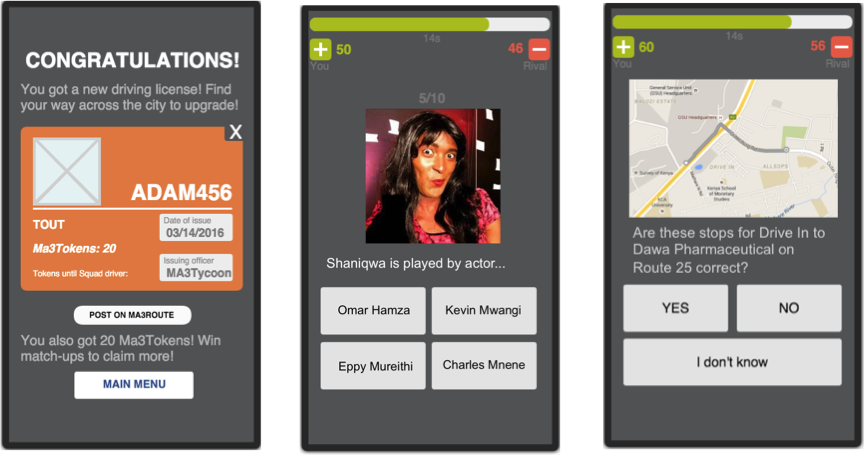 CONGRATULATIONS!
You got a new driving license! Find
your way across the city to upgrade!
X
ADAM456
TOUT
Ma3Tokens: 20
Tokens until Squad driver:
Date of issue
03/14/2016
Issuing officer
MA3Tycoon
POST ON MA3ROUTE
You also got 20 Ma3Tokens! Win
match-ups to claim more!
MAIN MENU
14s
+ 50
46 −
You
Rival
5/10
Shaniqwa is played by actor...
Omar Hamza
Kevin Mwangi
Eppy Mureithi
Charles Mnene
14s
+ 60
56 −
You
Rival
General Service Unit
(GSU) Headquarters
GSU Headquarters
Survey of Kenya
DRIVE IN
ALLSOPS
Kenya School
of Monetary
Studies
KCA
University
Are these stops for Drive In to
Dawa Pharmaceutical on
Route 25 correct?
YES
NO
I don't know